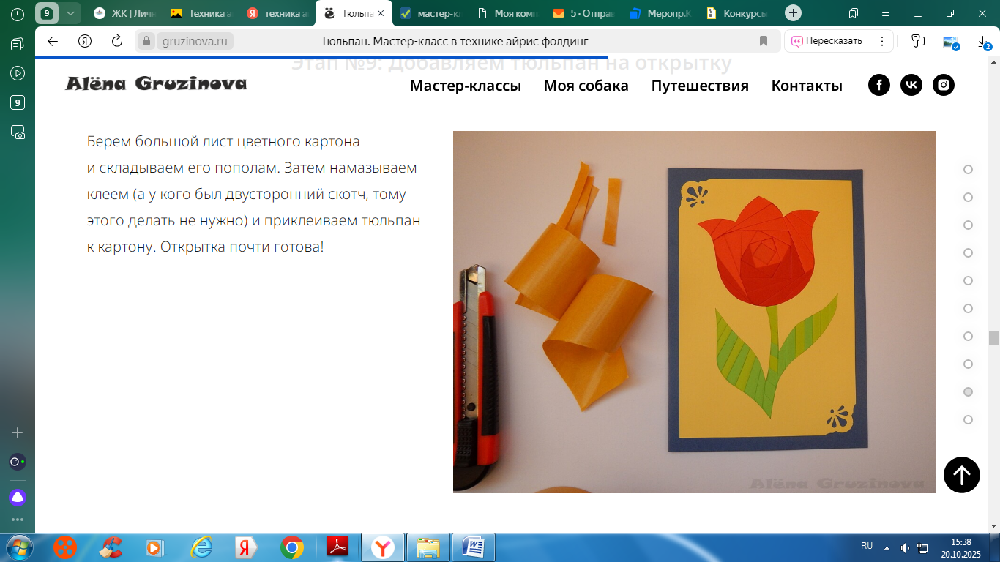 9
ЖК | Личн
Техника а
техника а
Тюльпа
мастер-кл
Моя комп
5 · Отправ
Меропр.К
Конкурсы
gruzinova.ru
Тюльпан. Мастер-класс в технике айрис фолдинг
Пересказать
2
9
Этап №9: Добавляем тюльпан на открытку
Alёna Gruzinova
Мастер-классы
Моя собака
Путешествия
Контакты
Берем большой лист цветного картона
и складываем его пополам. Затем намазываем
клеем (а у кого был двусторонний скотч, тому
этого делать не нужно) и приклеиваем тюльпан
к картону. Открытка почти готова!
Alёna Gruzinova
RU
15:38
20.10.2025